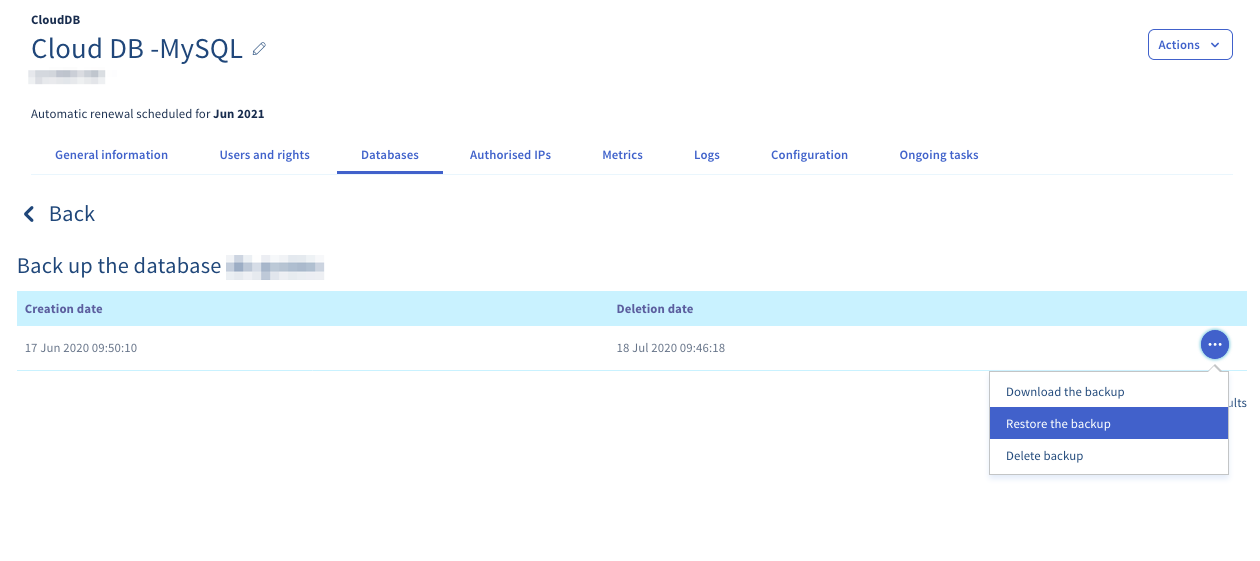 CloudDB
Cloud DB -MySQL
Actions
Automatic renewal scheduled for Jun 2021
General information Users and rights Databases Authorised IPs Metrics Logs Configuration Ongoing tasks
Back
Back up the database
Creation date Deletion date
17 Jun 2020 09:50:10 18 Jul 2020 09:46:18
Download the backup
Restore the backup
Delete backup